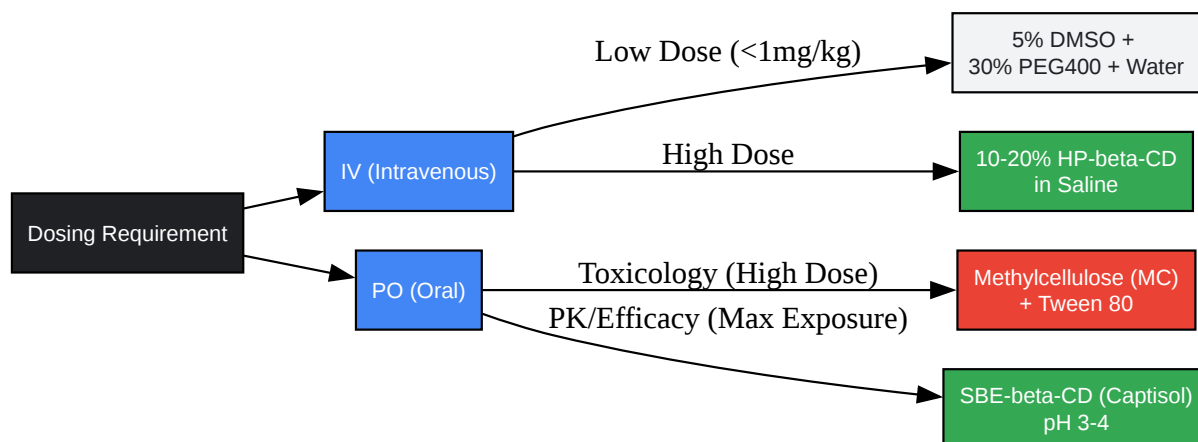 Low Dose (<1mg/kg)
5% DMSO +
30% PEG400 + Water
IV (Intravenous)
High Dose
10-20% HP-beta-CD
in Saline
Dosing Requirement
PO (Oral)
Toxicology (High Dose)
Methylcellulose (MC)
+ Tween 80
PK/Efficacy (Max Exposure)
SBE-beta-CD (Captisol)
pH 3-4